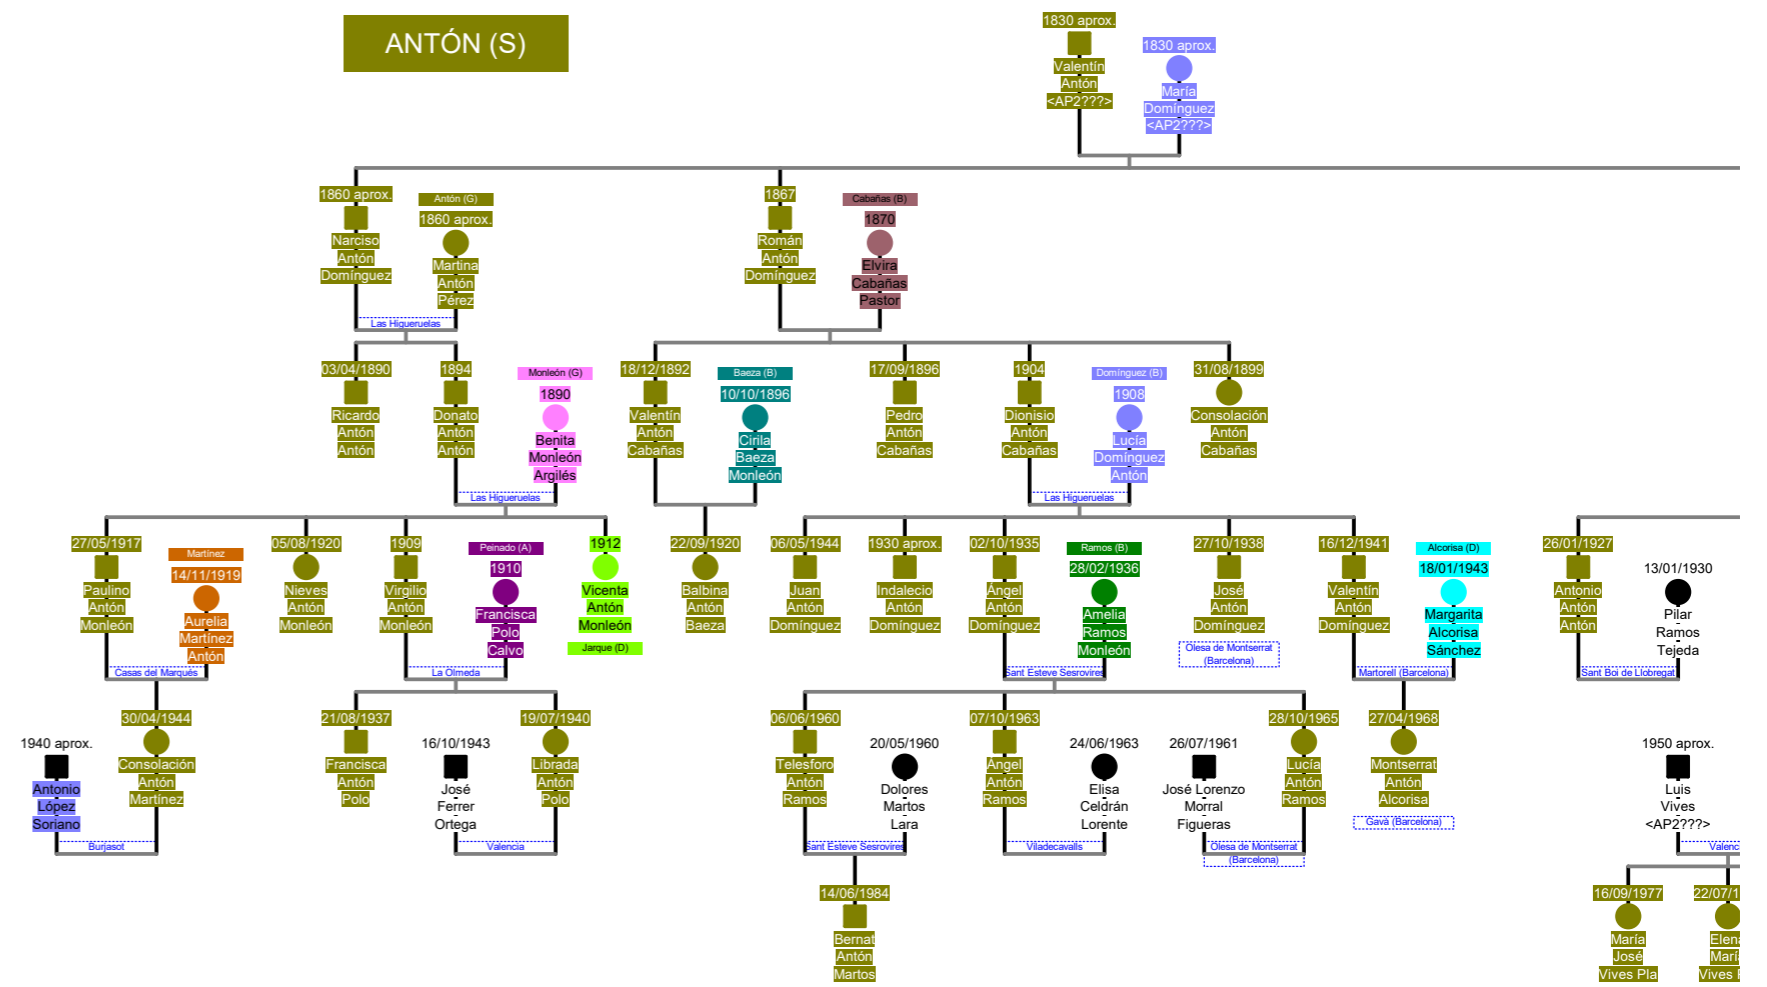 ANTÓN (S)
1830 aprox.
Valentín
Antón
<AP2???>
1830 aprox.
María
Domínguez
<AP2???>
1860 aprox.
Narciso
Antón
Domínguez
Antón (G)
1860 aprox.
Martina
Antón
Pérez
Las Higueruelas
1867
Román
Antón
Domínguez
Cabañas (B)
1870
Elvira
Cabañas
Pastor
03/04/1890
Ricardo
Antón
Antón
1894
Donato
Antón
Antón
Monleón (G)
1890
Benita
Monleón
Argilés
Las Higueruelas
18/12/1892
Valentín
Antón
Cabañas
Baeza (B)
10/10/1896
Cirila
Baeza
Monleón
17/09/1896
Pedro
Antón
Cabañas
1904
Dionisio
Antón
Cabañas
Domínguez (B)
1908
Lucía
Domínguez
Antón
Las Higueruelas
31/08/1899
Consolación
Antón
Cabañas
27/05/1917
Paulino
Antón
Monleón
Martínez
14/11/1919
Aurelia
Martínez
Antón
Casas del Marqués
05/08/1920
Nieves
Antón
Monleón
1909
Virgilio
Antón
Monleón
Peinado (A)
1910
Francisca
Polo
Calvo
La Olmeda
1912
Vicenta
Antón
Monleón
Jarque (D)
22/09/1920
Balbina
Antón
Baeza
06/05/1944
Juan
Antón
Domínguez
1930 aprox.
Indalecio
Antón
Domínguez
02/10/1935
Ángel
Antón
Domínguez
Ramos (B)
28/02/1936
Amelia
Ramos
Monleón
Sant Esteve Sesrovires
27/10/1938
José
Antón
Domínguez
Olesa de Montserrat
(Barcelona)
16/12/1941
Valentín
Antón
Domínguez
Alcorisa (D)
18/01/1943
Margarita
Alcorisa
Sánchez
Martorell (Barcelona)
26/01/1927
Antonio
Antón
Antón
13/01/1930
Pilar
Ramos
Tejeda
Sant Boi de Llobregat
1940 aprox.
Antonio
López
Soriano
30/04/1944
Consolación
Antón
Martínez
Burjasot
21/08/1937
Francisca
Antón
Polo
16/10/1943
José
Ferrer
Ortega
19/07/1940
Librada
Antón
Polo
Valencia
06/06/1960
Telesforo
Antón
Ramos
20/05/1960
Dolores
Martos
Lara
Sant Esteve Sesrovires
07/10/1963
Ángel
Antón
Ramos
24/06/1963
Elisa
Celdrán
Lorente
Viladecavalls
26/07/1961
José Lorenzo
Morral
Figueras
28/10/1965
Lucía
Antón
Ramos
Olesa de Montserrat
(Barcelona)
27/04/1968
Montserrat
Antón
Alcorisa
Gavà (Barcelona)
1950 aprox.
Luis
Vives
<AP2???>
Valenc
14/06/1984
Bernat
Antón
Martos
16/09/1977
María
José
Vives Pla
22/07/1
Elena
María
Vives